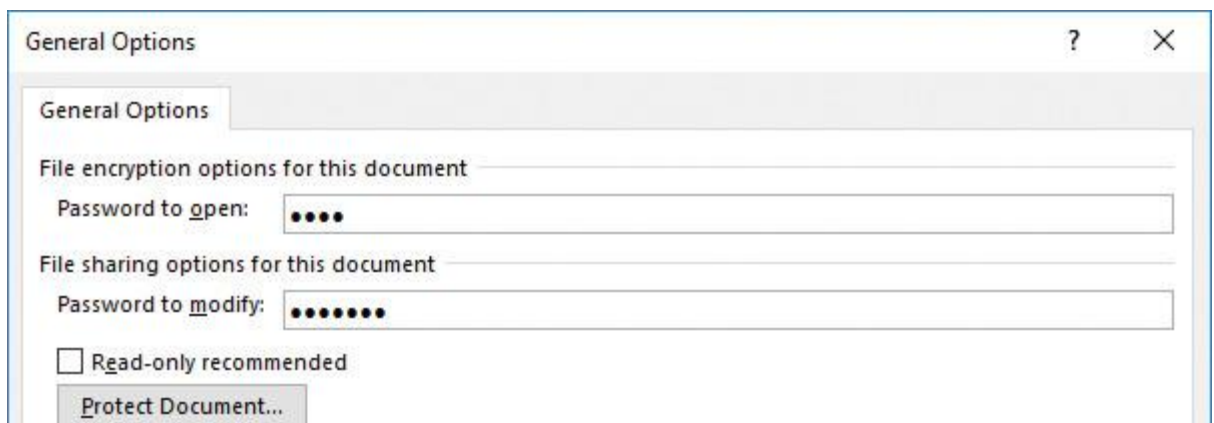 General Options ?
General Options
File encryption options for this document
Password to open: ••••
File sharing options for this document
Password to modify: •••••••
Read-only recommended
Protect Document...